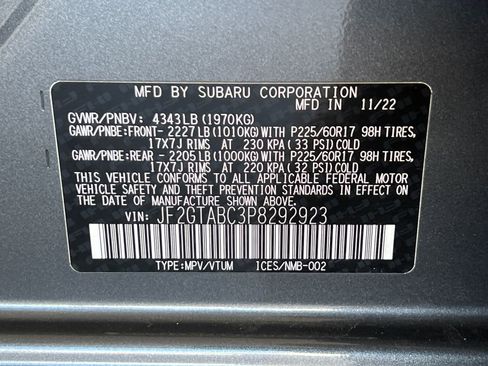 MFD BY SUBARU CORPORATION
MFD IN 11/22
GVWR/PNBV: 4343LB (1970KG)
GAWR/PNBE:FRONT- 2227LB(1010KG)WITH P225/60R17 98H TIRES,
17X7J RIMS AT 230 KPA (33 PSI)COLD
GAWR/PNBE:REAR - 2205LB(1000KG)WITH P225/60R17 98H TIRES,
17X7J RIMS AT 220 KPA (32 PSI)COLD
THIS VEHICLE CONFORMS TO ALL APPLICABLE FEDERAL MOTOR
VEHICLE SAFETY AND THEFT PREVENTION STANDARDS IN EFFECT ON
THE DATE OF MANUFACTURE SHOWN ABOVE.
VIN: JF2GTABC3P8292923
TYPE:MPV/VTUM ICES/NMB-002